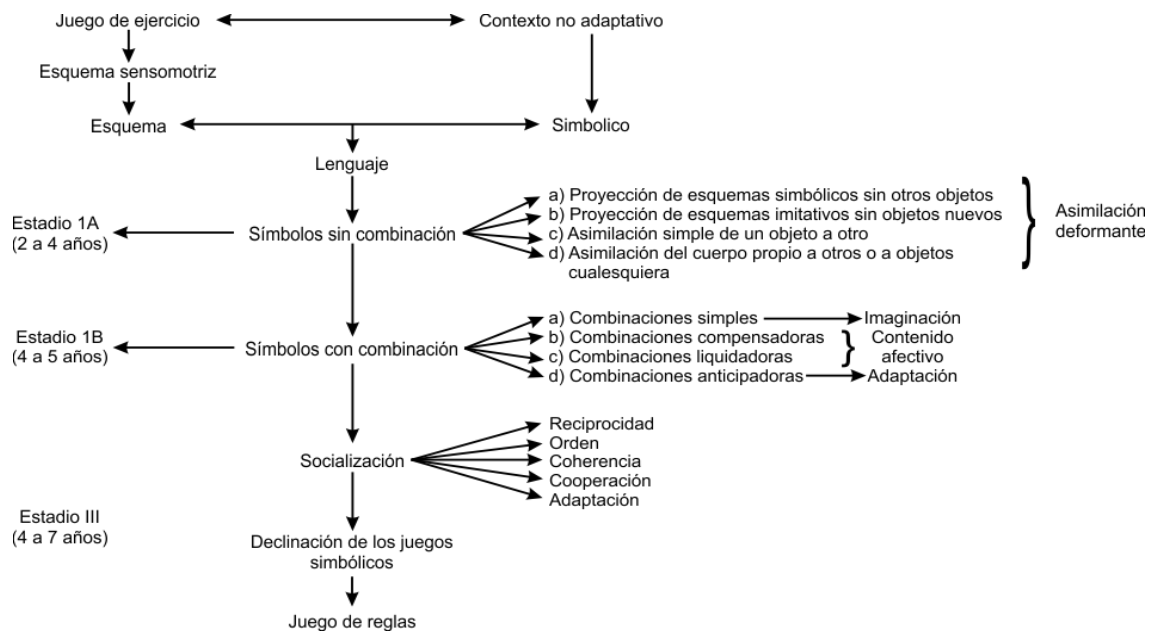 Juego de ejercicio
Contexto no adaptativo
Esquema sensomotriz
Esquema
Simbolico
Lenguaje
Estadio 1A
(2 a 4 años)
Símbolos sin combinación
a) Proyección de esquemas simbólicos sin otros objetos
b) Proyección de esquemas imitativos sin objetos nuevos
c) Asimilación simple de un objeto a otro
d) Asimilación del cuerpo propio a otros o a objetos
cualesquiera
Asimilación
deformante
Estadio 1B
(4 a 5 años)
Símbolos con combinación
a) Combinaciones simples
Imaginación
b) Combinaciones compensadoras
c) Combinaciones liquidadoras
Contenido
afectivo
d) Combinaciones anticipadoras
Adaptación
Socialización
Reciprocidad
Orden
Coherencia
Cooperación
Adaptación
Estadio III
(4 a 7 años)
Declinación de los juegos
simbólicos
Juego de reglas